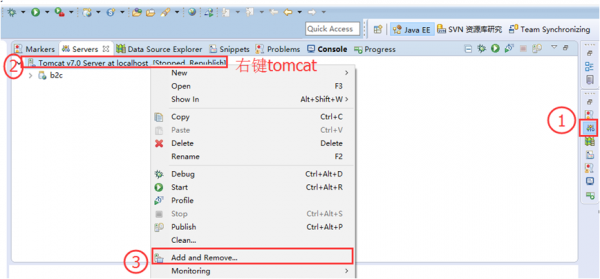 Quick Access
Java EE
SVN 资源库研究
Team Synchronizing
Markers
Servers
Data Source Explorer
Snippets
Problems
Console
Progress
②
Tomcat v7.0 Server at localhost [Stopped, Republish]
右键tomcat
b2c
New
Open F3
Show In Alt+Shift+W
Copy Ctrl+C
Paste Ctrl+V
Delete Delete
Rename F2
①
Debug Ctrl+Alt+D
Start Ctrl+Alt+R
Profile
Stop Ctrl+Alt+S
Publish Ctrl+Alt+P
Clean...
③
Add and Remove...
Monitoring